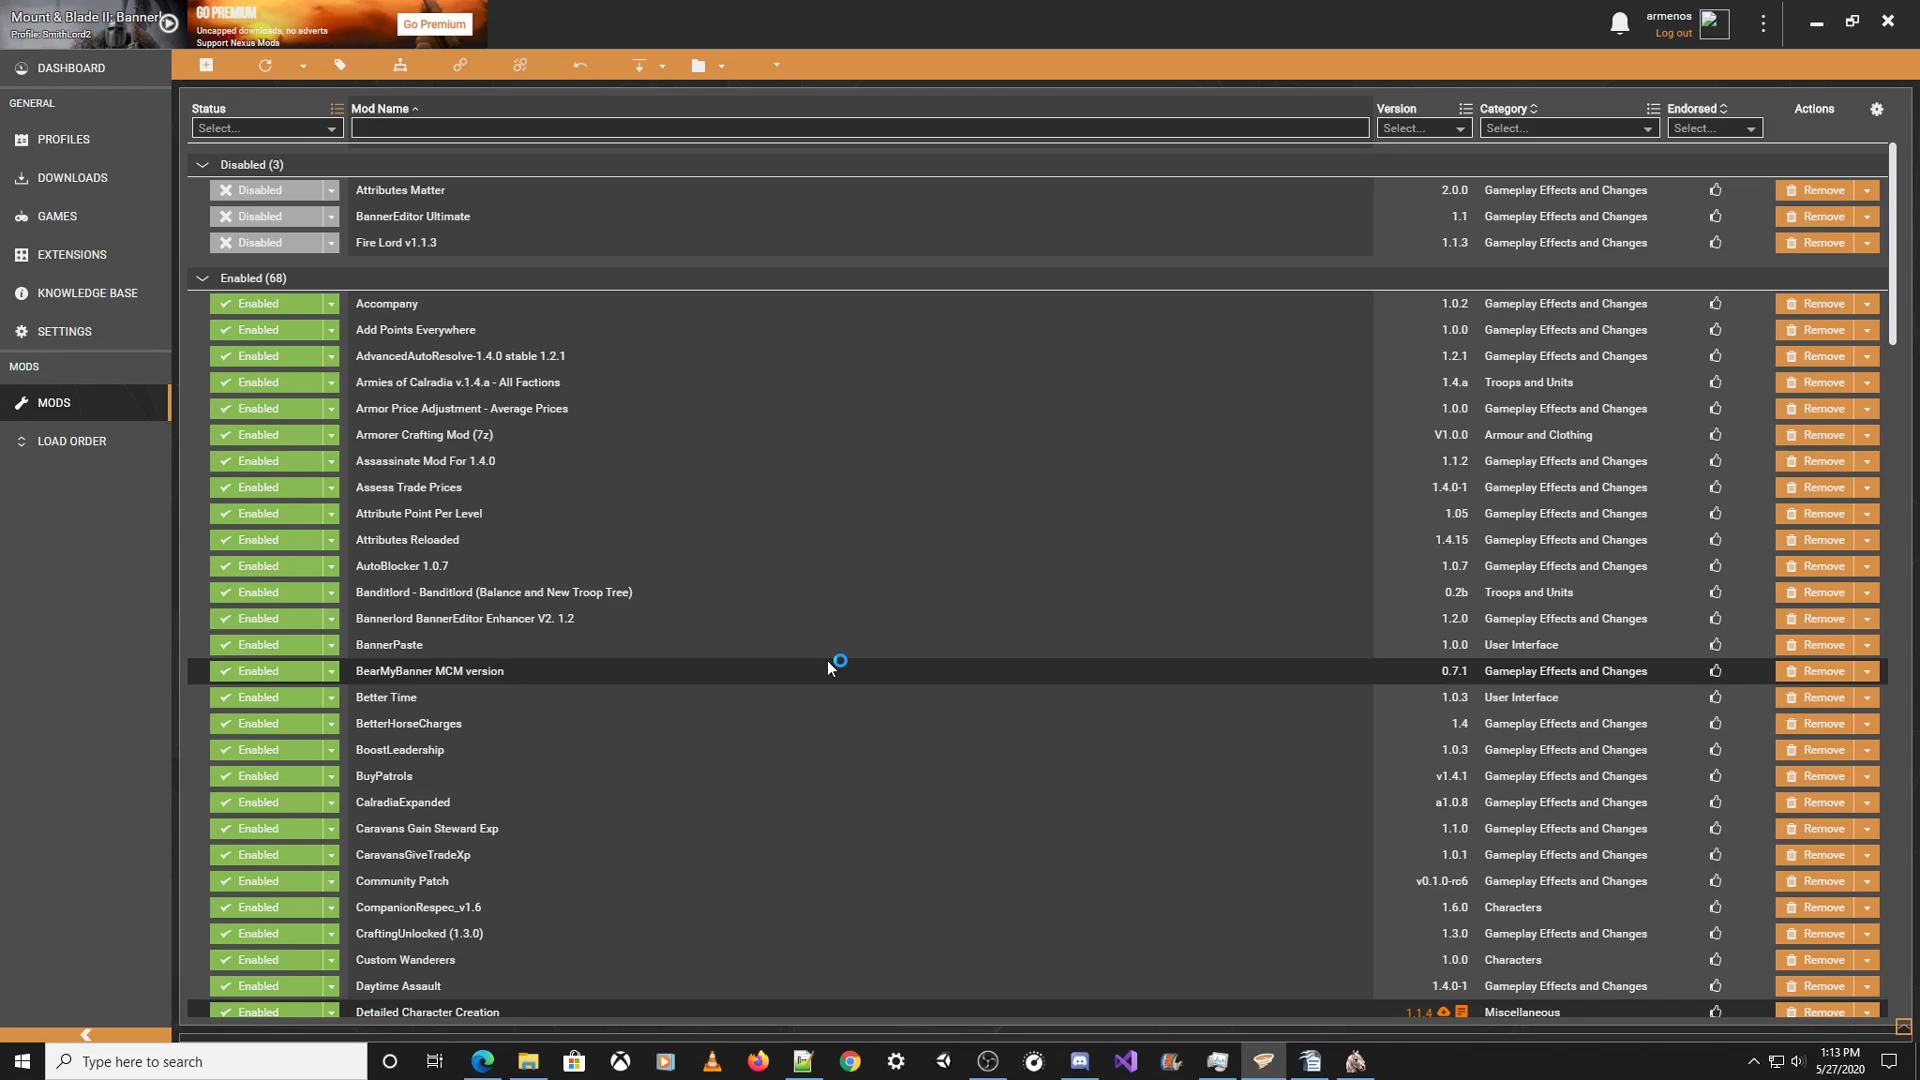 Mount & Blade II: Bannerl
Profile: SmithLord2
GO PREMIUM
Uncapped downloads, no adverts
Support Nexus Mods
Go Premium
armenos
Log out
DASHBOARD
GENERAL
PROFILES
DOWNLOADS
GAMES
EXTENSIONS
KNOWLEDGE BASE
SETTINGS
MODS
MODS
LOAD ORDER
Status Mod Name Version Category Endorsed Actions
Select... Select... Select... Select...
Disabled (3)
Disabled Attributes Matter 2.0.0 Gameplay Effects and Changes Remove
Disabled BannerEditor Ultimate 1.1 Gameplay Effects and Changes Remove
Disabled Fire Lord v1.1.3 1.1.3 Gameplay Effects and Changes Remove
Enabled (68)
Enabled Accompany 1.0.2 Gameplay Effects and Changes Remove
Enabled Add Points Everywhere 1.0.0 Gameplay Effects and Changes Remove
Enabled AdvancedAutoResolve-1.4.0 stable 1.2.1 1.2.1 Gameplay Effects and Changes Remove
Enabled Armies of Calradia v.1.4.a - All Factions 1.4.a Troops and Units Remove
Enabled Armor Price Adjustment - Average Prices 1.0.0 Gameplay Effects and Changes Remove
Enabled Armorer Crafting Mod (7z) V1.0.0 Armour and Clothing Remove
Enabled Assassinate Mod For 1.4.0 1.1.2 Gameplay Effects and Changes Remove
Enabled Assess Trade Prices 1.4.0-1 Gameplay Effects and Changes Remove
Enabled Attribute Point Per Level 1.05 Gameplay Effects and Changes Remove
Enabled Attributes Reloaded 1.4.15 Gameplay Effects and Changes Remove
Enabled AutoBlocker 1.0.7 1.0.7 Gameplay Effects and Changes Remove
Enabled Banditlord - Banditlord (Balance and New Troop Tree) 0.2b Troops and Units Remove
Enabled Bannerlord BannerEditor Enhancer V2. 1.2 1.2.0 Gameplay Effects and Changes Remove
Enabled BannerPaste 1.0.0 User Interface Remove
Enabled BearMyBanner MCM version 0.7.1 Gameplay Effects and Changes Remove
Enabled Better Time 1.0.3 User Interface Remove
Enabled BetterHorseCharges 1.4 Gameplay Effects and Changes Remove
Enabled BoostLeadership 1.0.3 Gameplay Effects and Changes Remove
Enabled BuyPatrols v1.4.1 Gameplay Effects and Changes Remove
Enabled CalradiaExpanded a1.0.8 Gameplay Effects and Changes Remove
Enabled Caravans Gain Steward Exp 1.1.0 Gameplay Effects and Changes Remove
Enabled CaravansGiveTradeXp 1.0.1 Gameplay Effects and Changes Remove
Enabled Community Patch v0.1.0-rc6 Gameplay Effects and Changes Remove
Enabled CompanionRespec_v1.6 1.6.0 Characters Remove
Enabled CraftingUnlocked (1.3.0) 1.3.0 Gameplay Effects and Changes Remove
Enabled Custom Wanderers 1.0.0 Characters Remove
Enabled Daytime Assault 1.4.0-1 Gameplay Effects and Changes Remove
Enabled Detailed Character Creation 1.1.4 Miscellaneous Remove
Type here to search
1:13 PM
5/27/2020